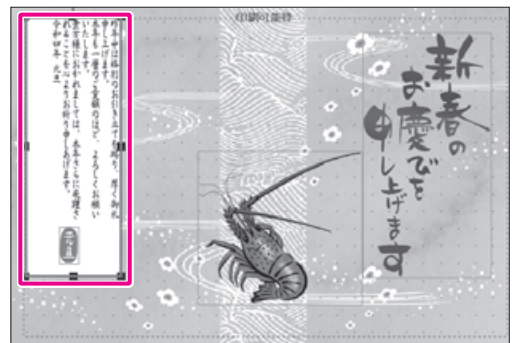 印刷可能枠
新春の
お慶びを
申し上げます
昨年中は格別のお引き立てを賜り、厚く御礼
申し上げます。
本年も一層のご愛顧のほど、よろしくお願い
いたします。
皆様におかれましては、本年さらに飛躍さ
れることを心よりお祈り申しあげます。
令和四年 元旦